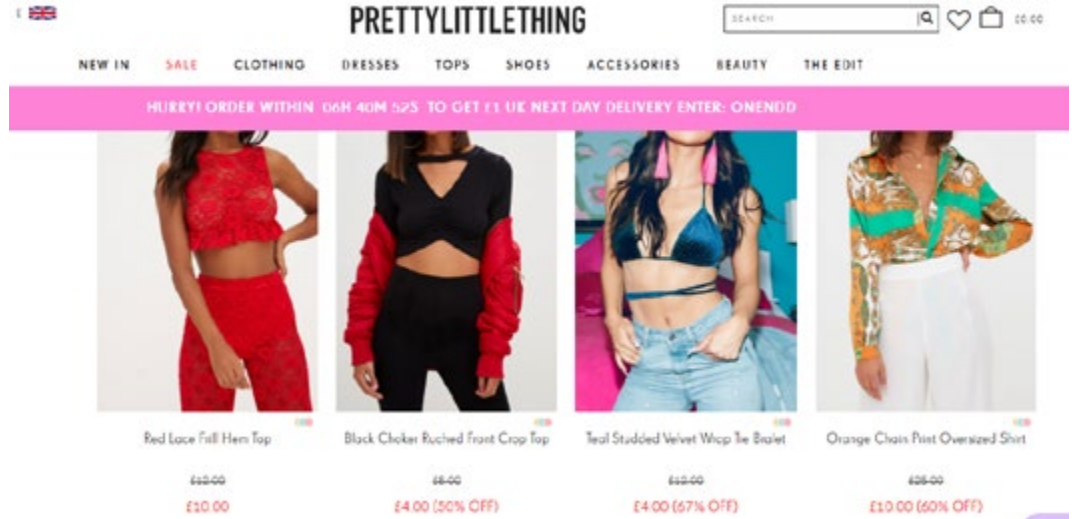 £
PRETTYLITTLETHING
SEARCH
£0.00
NEW IN SALE CLOTHING DRESSES TOPS SHOES ACCESSORIES BEAUTY THE EDIT
HURRY! ORDER WITHIN 06H 40M 52S TO GET £1 UK NEXT DAY DELIVERY ENTER: ONENDD
Red Lace Frill Hem Top
Black Choker Ruched Front Crop Top
Teal Studded Velvet Wrap Tie Bralet
Orange Chain Print Oversized Shirt
£12.00 £8.00 £12.00 £25.00
£10.00 £4.00 (50% OFF) £4.00 (67% OFF) £10.00 (60% OFF)